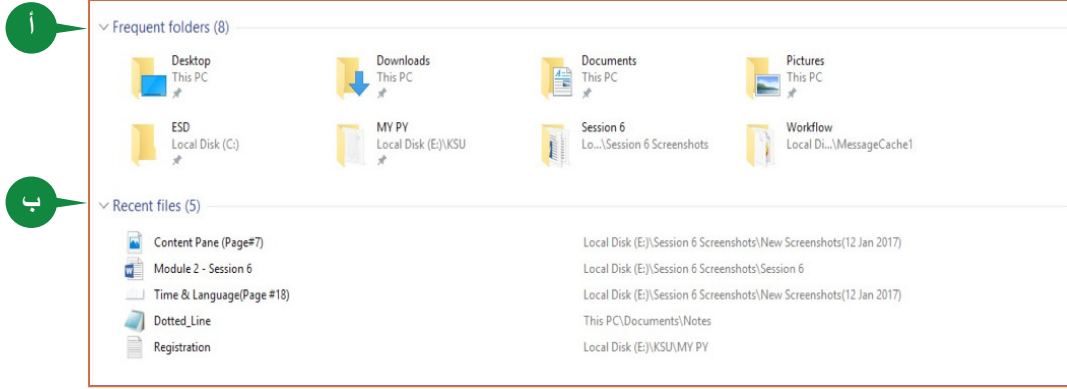 أ
Frequent folders (8)
Desktop Downloads Documents Pictures
This PC This PC This PC This PC
ESD MY PY Session 6 Workflow
Local Disk (C:) Local Disk (E:)\KSU Lo...\Session 6 Screenshots Local Di...\MessageCache1
ب
Recent files (5)
Content Pane (Page#7) Local Disk (E:)\Session 6 Screenshots\New Screenshots(12 Jan 2017)
Module 2 - Session 6 Local Disk (E:)\Session 6 Screenshots\Session 6
Time & Language(Page #18) Local Disk (E:)\Session 6 Screenshots\New Screenshots(12 Jan 2017)
Dotted_Line This PC\Documents\Notes
Registration Local Disk (E:)\KSU\MY PY